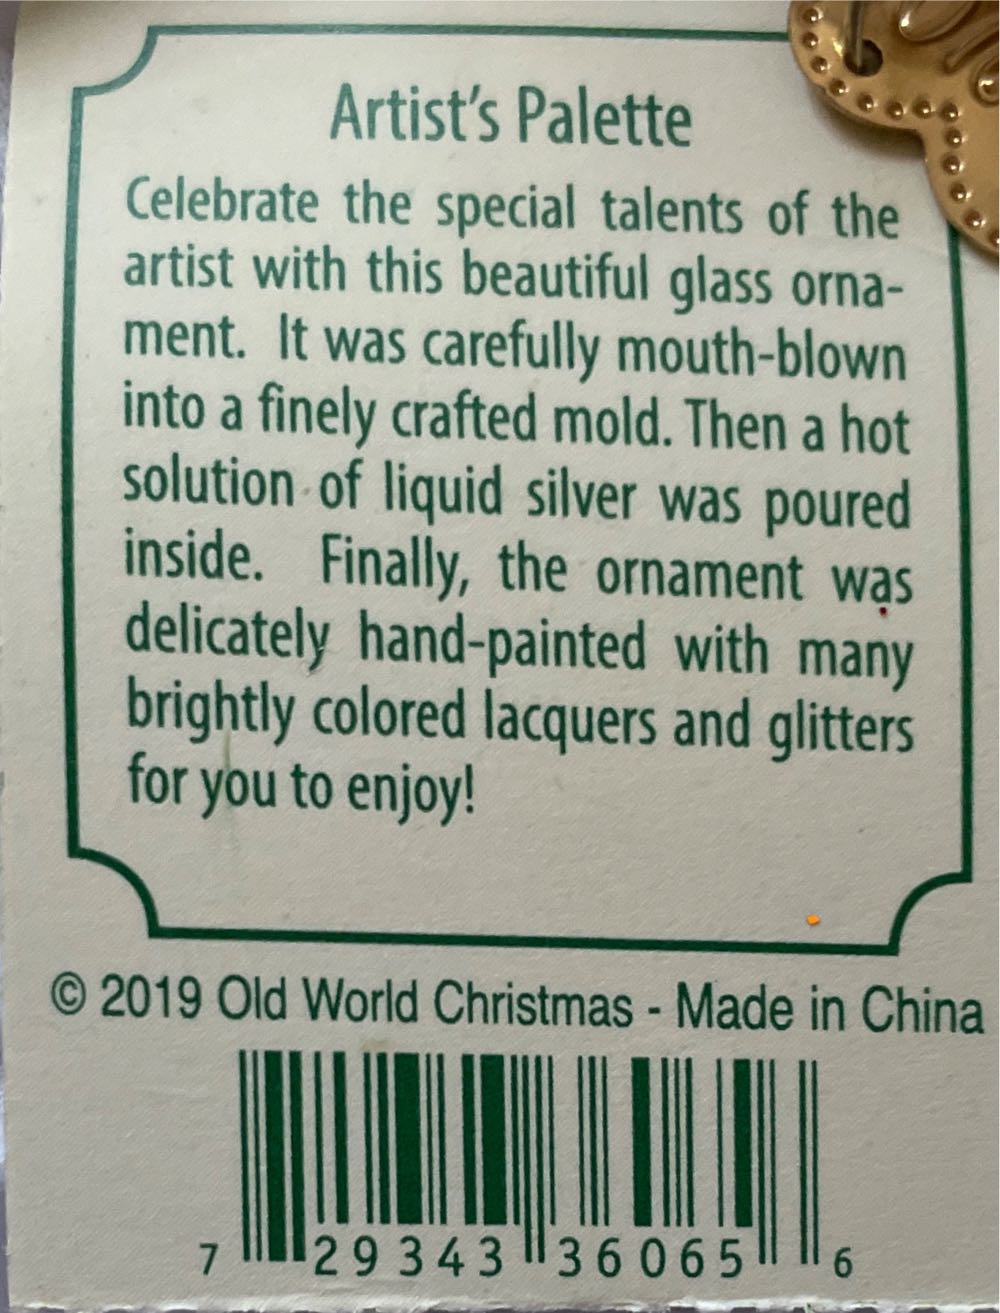 Artist's Palette
Celebrate the special talents of the
artist with this beautiful glass orna-
ment. It was carefully mouth-blown
into a finely crafted mold. Then a hot
solution of liquid silver was poured
inside. Finally, the ornament was
delicately hand-painted with many
brightly colored lacquers and glitters
for you to enjoy!
© 2019 Old World Christmas - Made in China
7 29343 36065 6